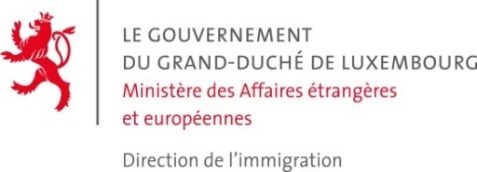 LE GOUVERNEMENT
DU GRAND-DUCHÉ DE LUXEMBOURG
Ministère des Affaires étrangères
et européennes
Direction de l'immigration